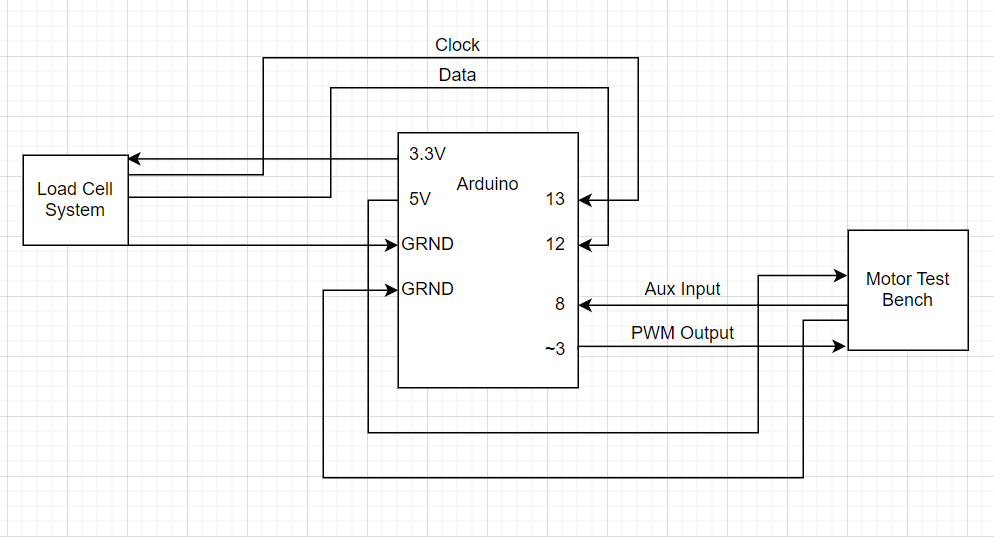 Clock
Data
3.3V
Arduino
Load Cell
System
5V
13
GRND
12
Motor Test
Bench
GRND
Aux Input
8
PWM Output
~3